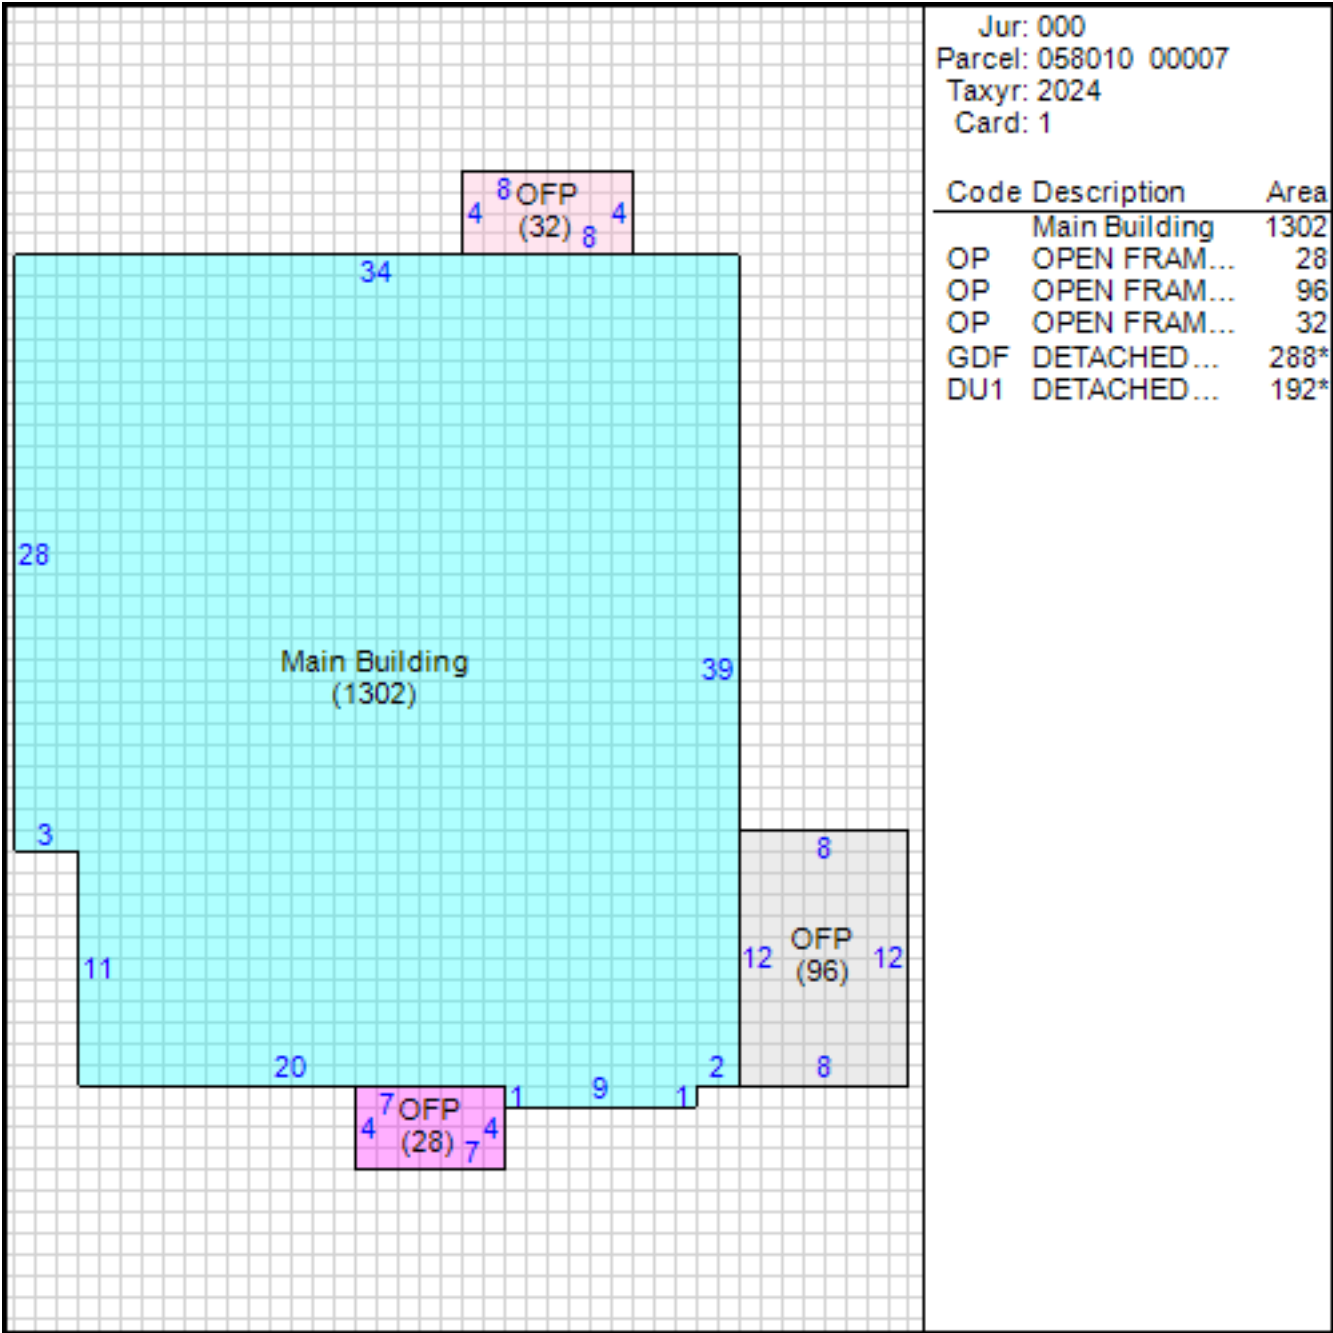 Jur: 000
Parcel: 058010 00007
Taxyr: 2024
Card: 1
Code Description Area
Main Building 1302
OP OPEN FRAM... 28
OP OPEN FRAM... 96
OP OPEN FRAM... 32
GDF DETACHED... 288*
DU1 DETACHED... 192*
8 OFP
4 (32) 4
8
34
28
Main Building
(1302)
39
3
8
11
12 OFP 12
(96)
20
2
8
7 OFP
4 (28) 4
7
1 9 1